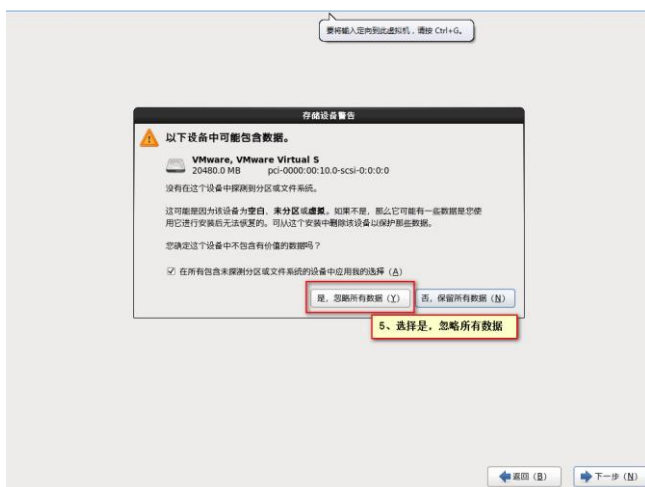 要将输入定向到此虚拟机，请按 Ctrl+G。
存储设备警告
以下设备中可能包含数据。
VMware, VMware Virtual S
20480.0 MB pci-0000:00:10.0-scsi-0:0:0:0
没有在这个设备中探测到分区或文件系统。
这可能是因为该设备为空白，未分区或虚拟。如果不是，那么它可能有一些数据是您使
用它进行安装后无法恢复的。可从这个安装中删除该设备以保护那些数据。
您确定这个设备中不包含有价值的数据吗？
在所有包含未探测分区或文件系统的设备中应用我的选择（A）
是，忽略所有数据（Y） 否，保留所有数据（N）
5、选择是，忽略所有数据
返回（B） 下一步（N）